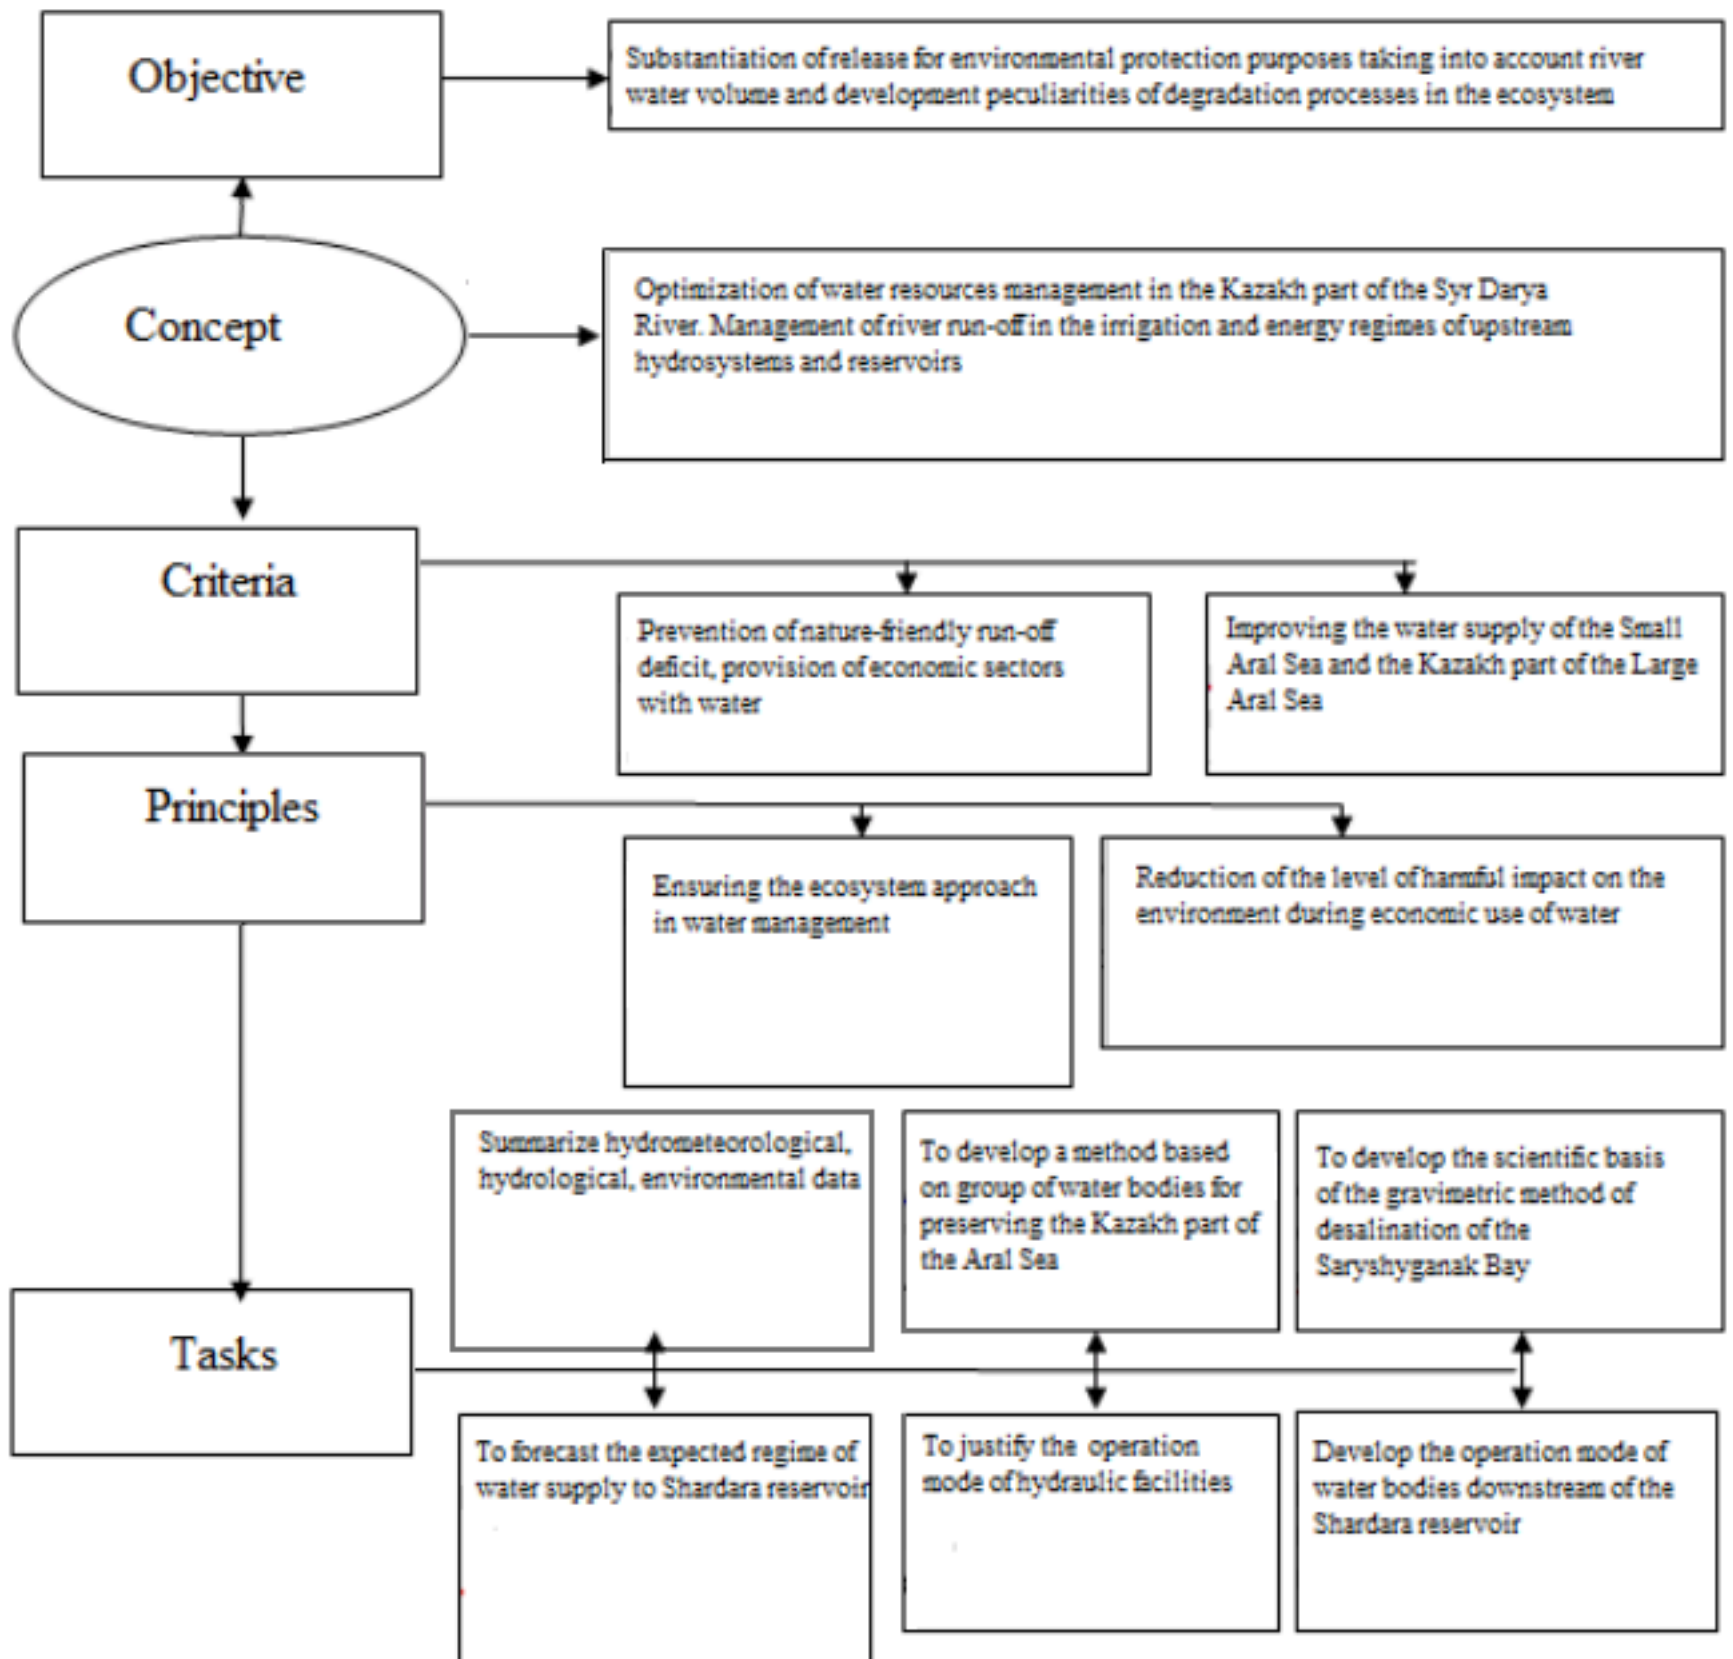 Objective
Substantiation of release for environmental protection purposes taking into account river
water volume and development peculiarities of degradation processes in the ecosystem
Concept
Optimization of water resources management in the Kazakh part of the Syr Darya
River. Management of river run-off in the irrigation and energy regimes of upstream
hydrosystems and reservoirs
Criteria
Prevention of nature-friendly run-off
deficit, provision of economic sectors
with water
Improving the water supply of the Small
Aral Sea and the Kazakh part of the Large
Aral Sea
Principles
Ensuring the ecosystem approach
in water management
Reduction of the level of harmful impact on the
environment during economic use of water
Summarize hydrometeorological,
hydrological, environmental data
To develop a method based
on group of water bodies for
preserving the Kazakh part of
the Aral Sea
To develop the scientific basis
of the gravimetric method of
desalination of the
Saryshyganak Bay
Tasks
To forecast the expected regime of
water supply to Shardara reservoir
To justify the operation
mode of hydraulic facilities
Develop the operation mode of
water bodies downstream of the
Shardara reservoir